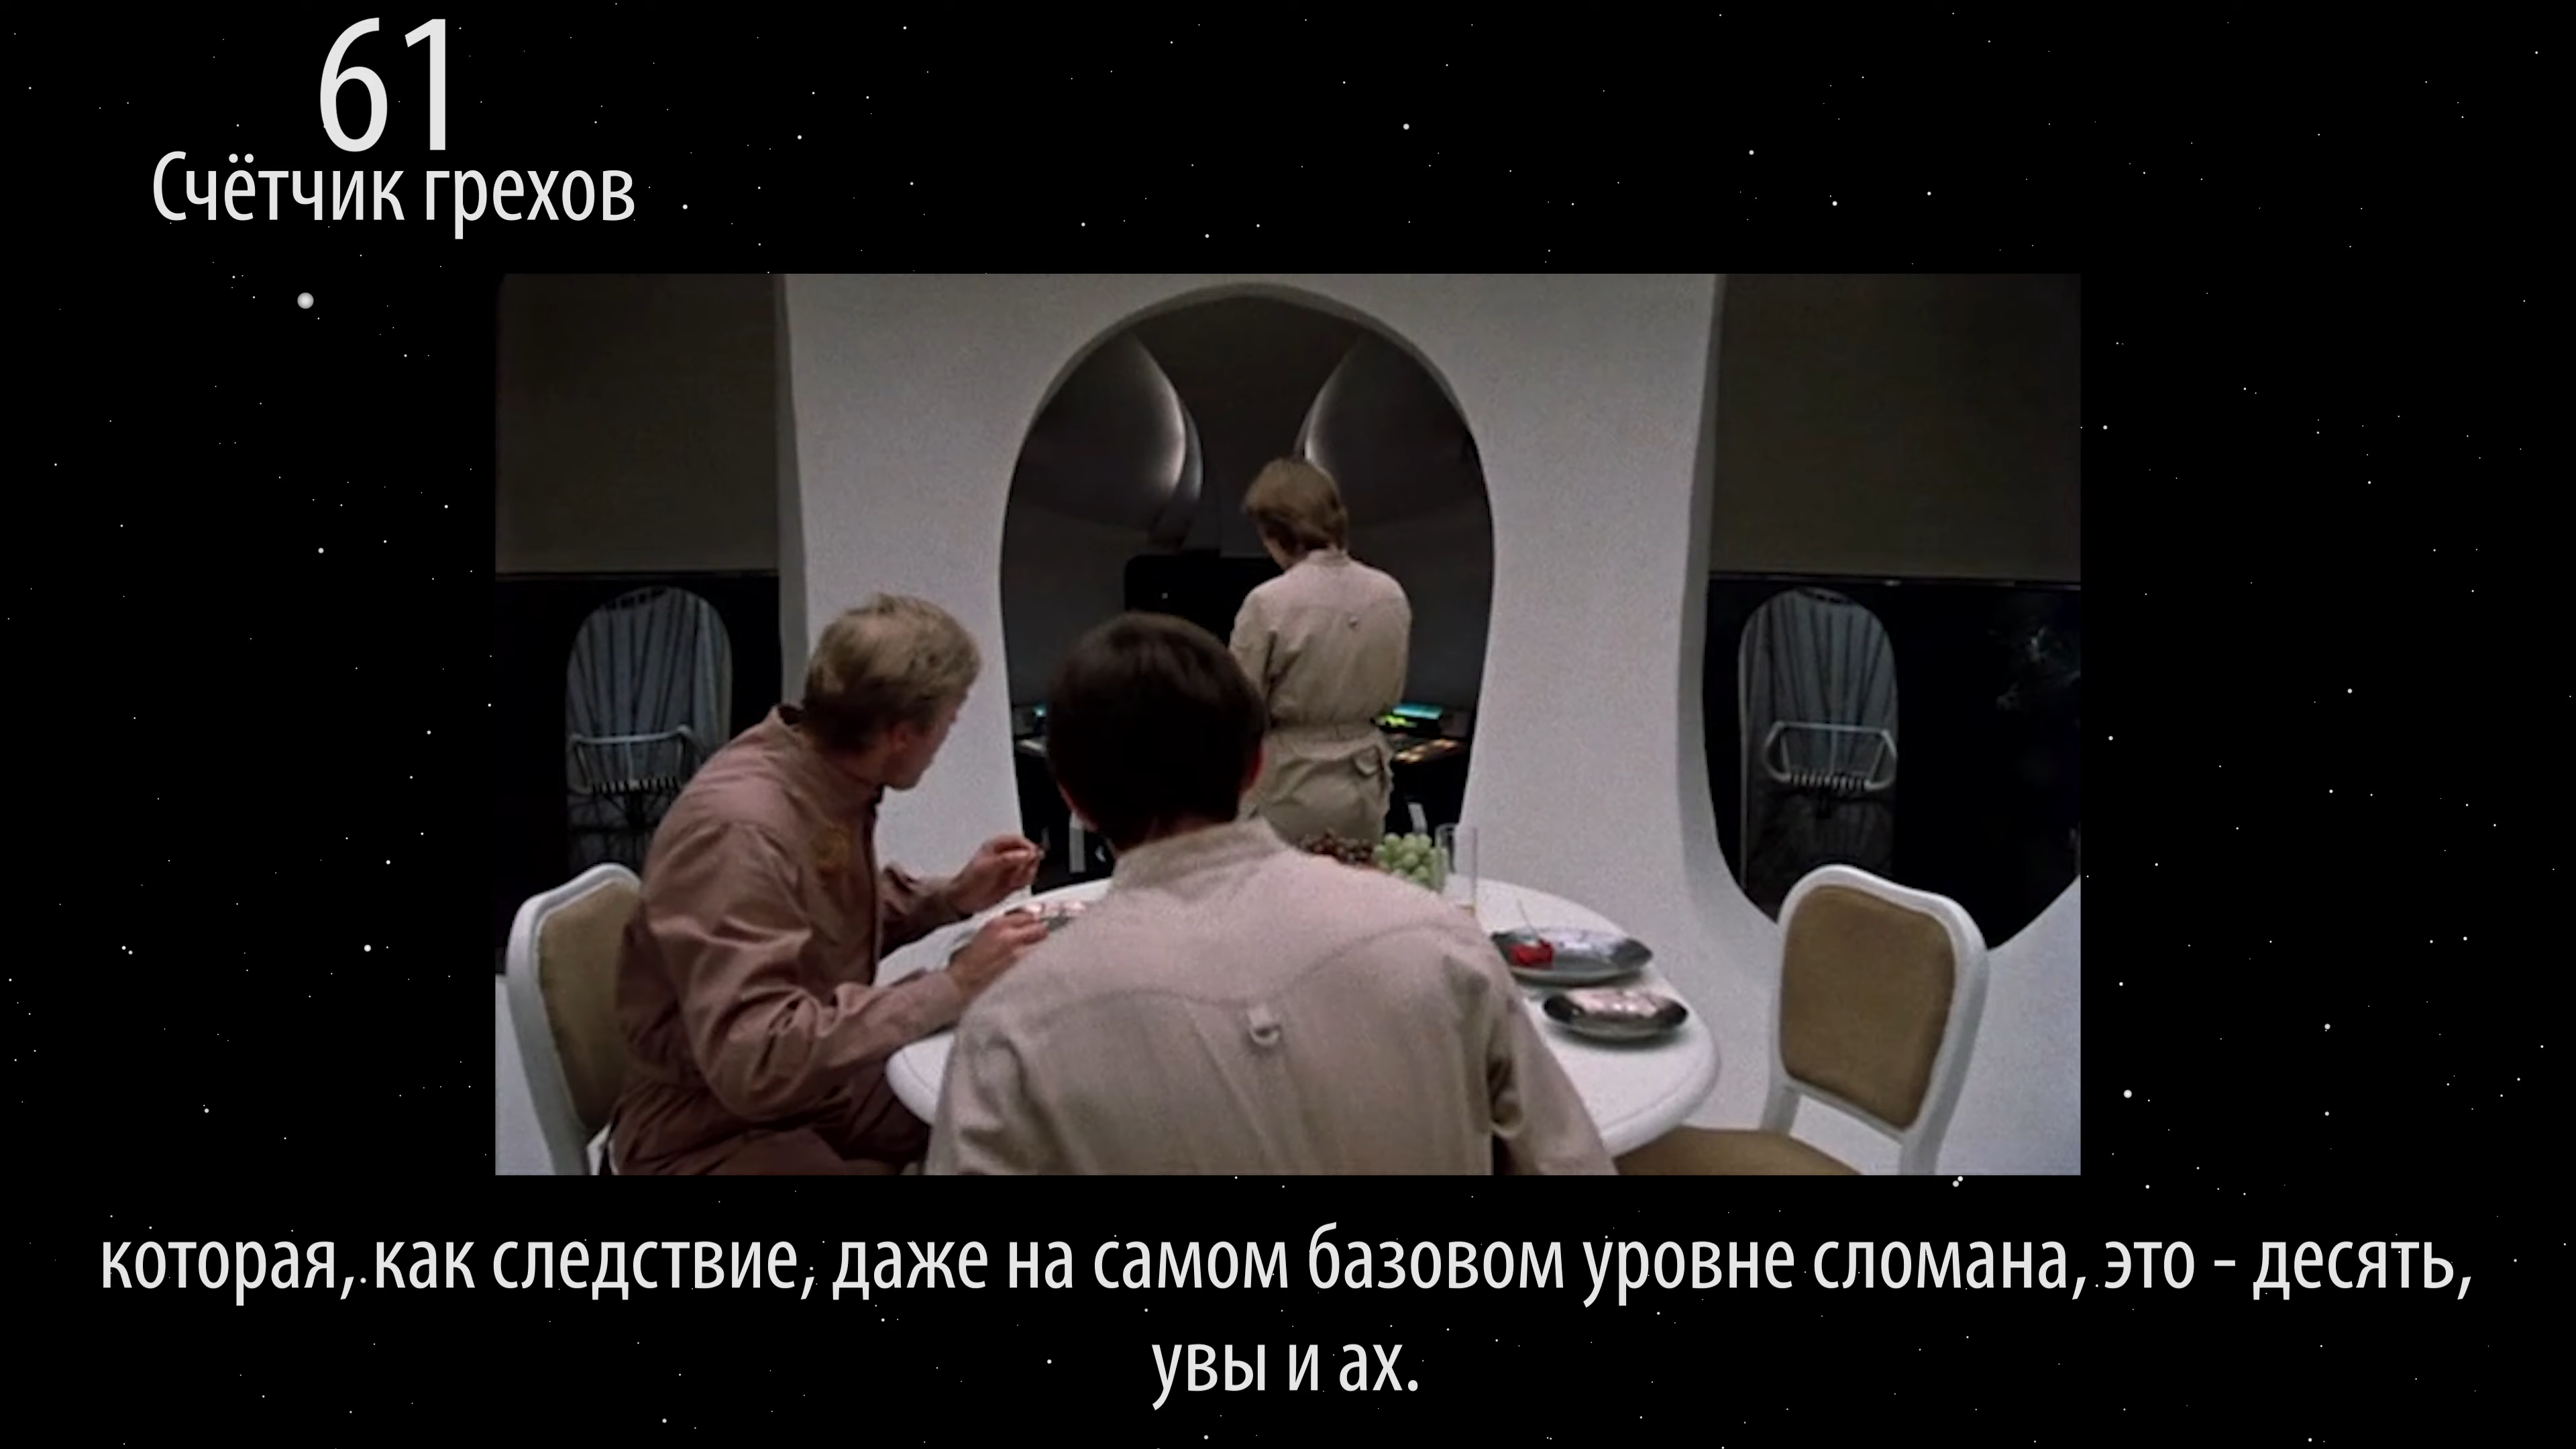 61
Счётчик грехов
которая, как следствие, даже на самом базовом уровне сломана, это - десять,
увы и ах.